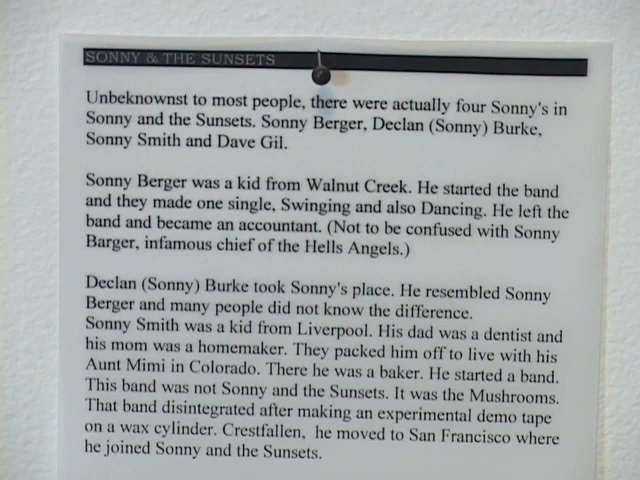 SONNY & THE SUNSETS
Unbeknownst to most people, there were actually four Sonny's in
Sonny and the Sunsets. Sonny Berger, Declan (Sonny) Burke,
Sonny Smith and Dave Gil.
Sonny Berger was a kid from Walnut Creek. He started the band
and they made one single, Swinging and also Dancing. He left the
band and became an accountant. (Not to be confused with Sonny
Barger, infamous chief of the Hells Angels.)
Declan (Sonny) Burke took Sonny's place. He resembled Sonny
Berger and many people did not know the difference.
Sonny Smith was a kid from Liverpool. His dad was a dentist and
his mom was a homemaker. They packed him off to live with his
Aunt Mimi in Colorado. There he was a baker. He started a band.
This band was not Sonny and the Sunsets. It was the Mushrooms.
That band disintegrated after making an experimental demo tape
on a wax cylinder. Crestfallen, he moved to San Francisco where
he joined Sonny and the Sunsets.